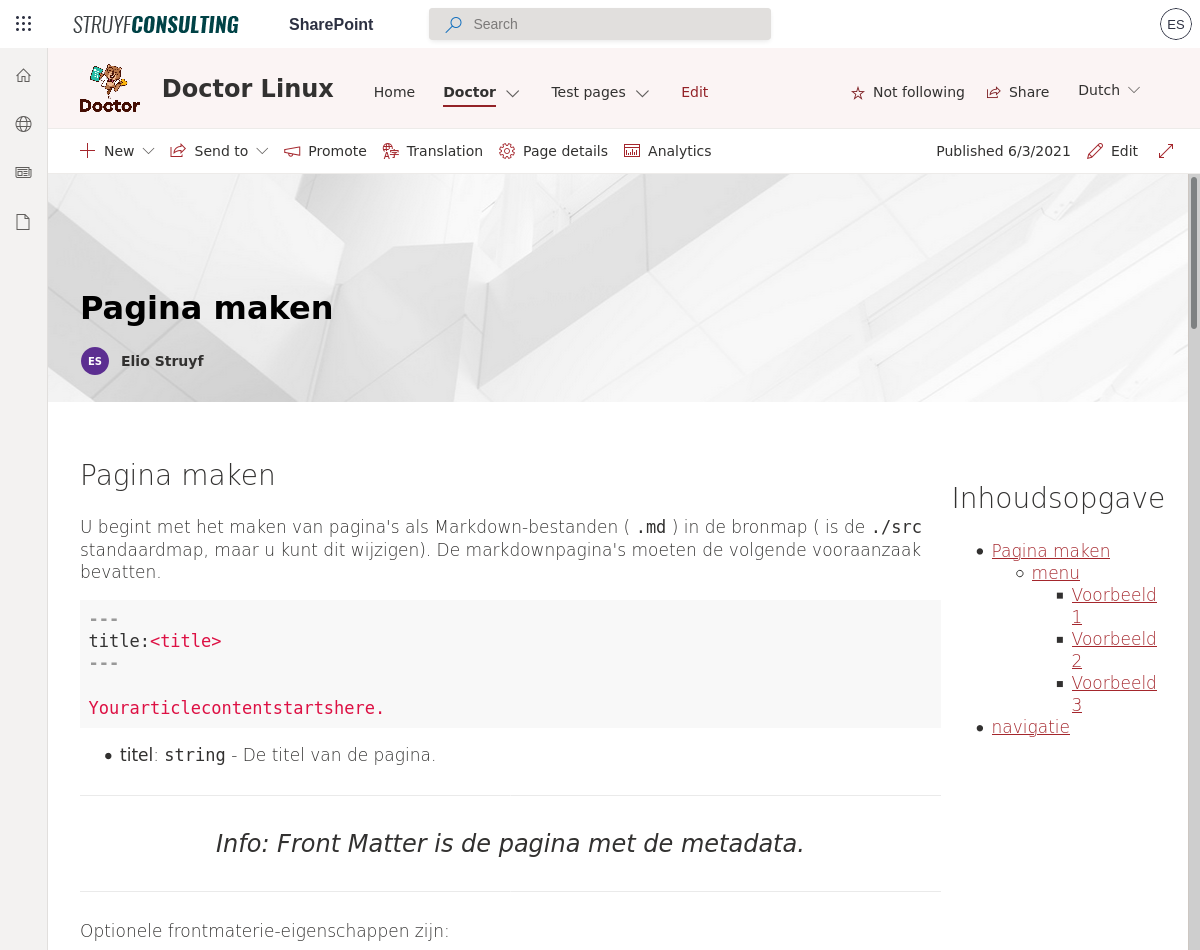 STRUYFCONSULTING SharePoint Search ES
Doctor Doctor Linux Home Doctor Test pages Edit Not following Share Dutch
New Send to Promote Translation Page details Analytics Published 6/3/2021 Edit
Pagina maken
ES Elio Struyf
Pagina maken
U begint met het maken van pagina's als Markdown-bestanden ( .md ) in de bronmap ( is de ./src
standaardmap, maar u kunt dit wijzigen). De markdownpagina's moeten de volgende vooraanzaak
bevatten.
---
title:<title>
---
Yourarticlecontentstartshere.
• titel: string - De titel van de pagina.
Info: Front Matter is de pagina met de metadata.
Optionele frontmaterie-eigenschappen zijn:
Inhoudsopgave
• Pagina maken
○ menu
▪ Voorbeeld
1
▪ Voorbeeld
2
▪ Voorbeeld
3
• navigatie